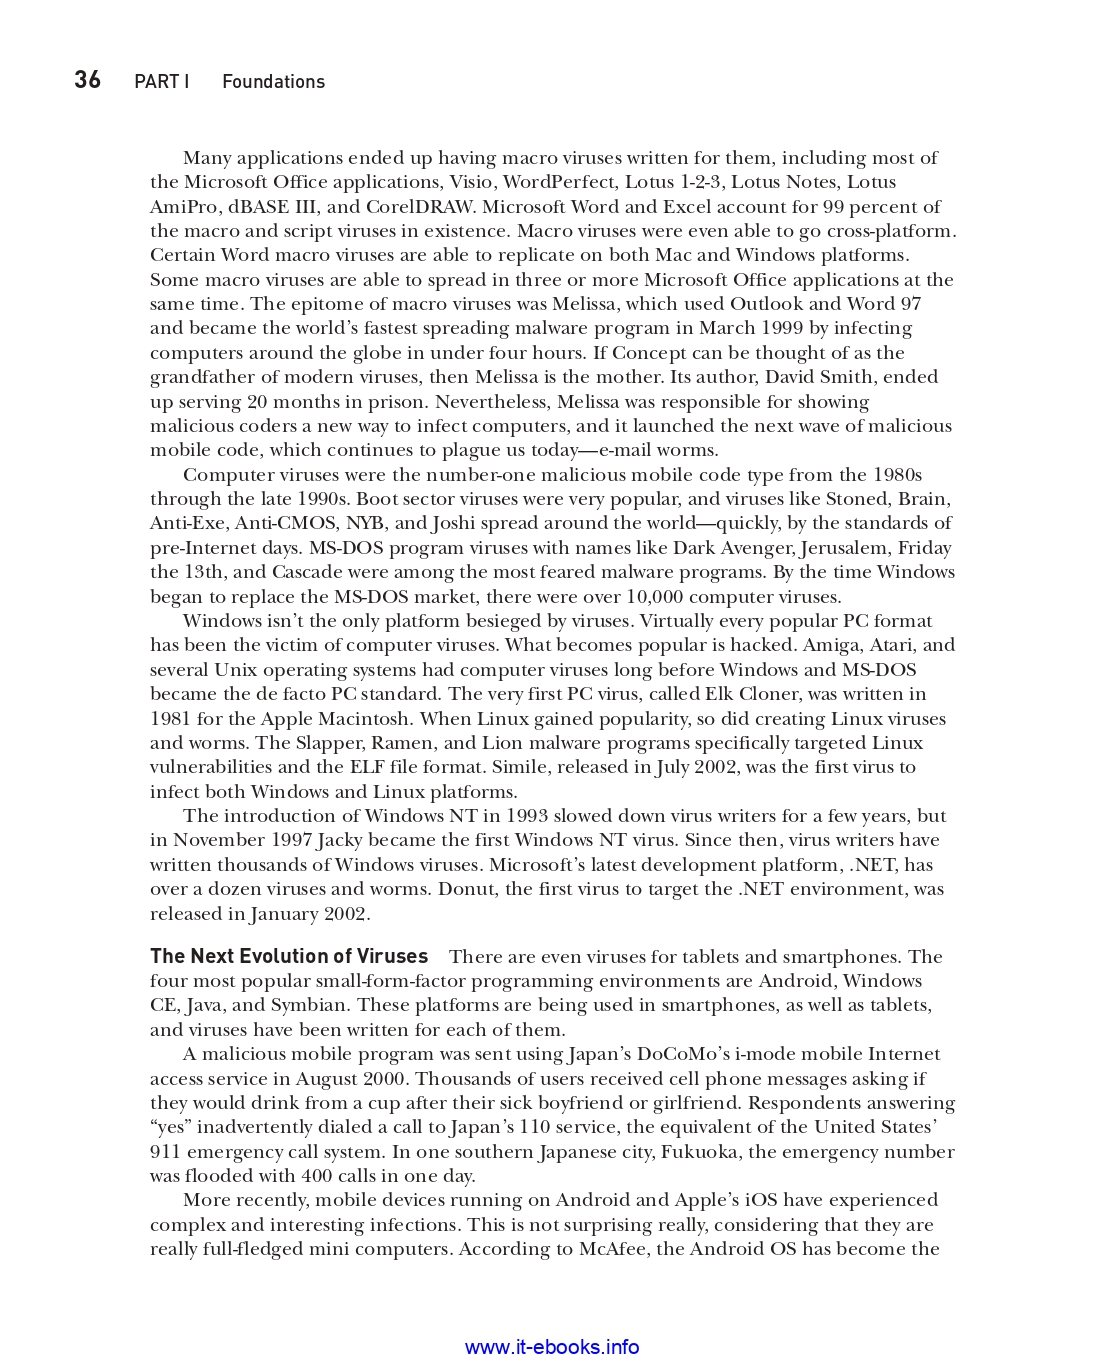 36 PART I Foundations
Many applications ended up having macro viruses written for them, including most of
the Microsoft Office applications, Visio, WordPerfect, Lotus 1-2-3, Lotus Notes, Lotus
AmiPro, dBASE III, and CorelDRAW. Microsoft Word and Excel account for 99 percent of
the macro and script viruses in existence. Macro viruses were even able to go cross-platform.
Certain Word macro viruses are able to replicate on both Mac and Windows platforms.
Some macro viruses are able to spread in three or more Microsoft Office applications at the
same time. The epitome of macro viruses was Melissa, which used Outlook and Word 97
and became the world’s fastest spreading malware program in March 1999 by infecting
computers around the globe in under four hours. If Concept can be thought of as the
grandfather of modern viruses, then Melissa is the mother. Its author, David Smith, ended
up serving 20 months in prison. Nevertheless, Melissa was responsible for showing
malicious coders a new way to infect computers, and it launched the next wave of malicious
mobile code, which continues to plague us today—e-mail worms.
Computer viruses were the number-one malicious mobile code type from the 1980s
through the late 1990s. Boot sector viruses were very popular, and viruses like Stoned, Brain,
Anti-Exe, Anti-CMOS, NYB, and Joshi spread around the world—quickly, by the standards of
pre-Internet days. MS-DOS program viruses with names like Dark Avenger, Jerusalem, Friday
the 13th, and Cascade were among the most feared malware programs. By the time Windows
began to replace the MS-DOS market, there were over 10,000 computer viruses.
Windows isn’t the only platform besieged by viruses. Virtually every popular PC format
has been the victim of computer viruses. What becomes popular is hacked. Amiga, Atari, and
several Unix operating systems had computer viruses long before Windows and MS-DOS
became the de facto PC standard. The very first PC virus, called Elk Cloner, was written in
1981 for the Apple Macintosh. When Linux gained popularity, so did creating Linux viruses
and worms. The Slapper, Ramen, and Lion malware programs specifically targeted Linux
vulnerabilities and the ELF file format. Simile, released in July 2002, was the first virus to
infect both Windows and Linux platforms.
The introduction of Windows NT in 1993 slowed down virus writers for a few years, but
in November 1997 Jacky became the first Windows NT virus. Since then, virus writers have
written thousands of Windows viruses. Microsoft’s latest development platform, .NET, has
over a dozen viruses and worms. Donut, the first virus to target the .NET environment, was
released in January 2002.
The Next Evolution of Viruses There are even viruses for tablets and smartphones. The
four most popular small-form-factor programming environments are Android, Windows
CE, Java, and Symbian. These platforms are being used in smartphones, as well as tablets,
and viruses have been written for each of them.
A malicious mobile program was sent using Japan’s DoCoMo’s i-mode mobile Internet
access service in August 2000. Thousands of users received cell phone messages asking if
they would drink from a cup after their sick boyfriend or girlfriend. Respondents answering
“yes” inadvertently dialed a call to Japan’s 110 service, the equivalent of the United States’
911 emergency call system. In one southern Japanese city, Fukuoka, the emergency number
was flooded with 400 calls in one day.
More recently, mobile devices running on Android and Apple’s iOS have experienced
complex and interesting infections. This is not surprising really, considering that they are
really full-fledged mini computers. According to McAfee, the Android OS has become the
www.it-ebooks.info